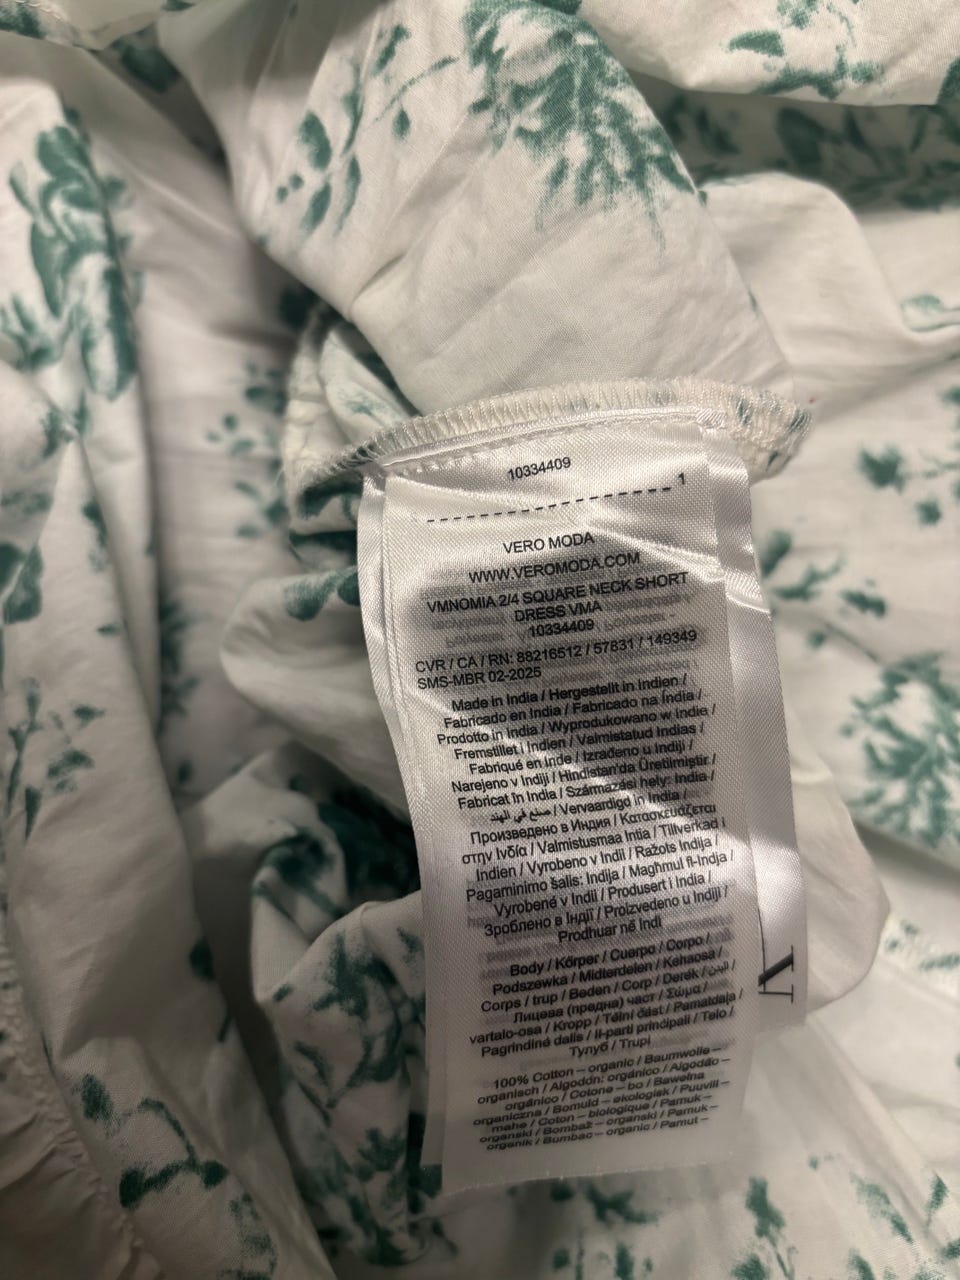 10334409
1
VERO MODA
WWW.VEROMODA.COM
VMNOMIA 2/4 SQUARE NECK SHORT
DRESS VMA
10334409
CVR / CA / RN: 88216512 / 57831 / 149349
SMS-MBR 02-2025
Made in India / Hergestellt in Indien /
Fabricado en India / Fabricado na Índia /
Prodotto in India / Wyprodukowano w Indie /
Fremstillet i Indien / Valmistatud Indias /
Fabriqué en Inde / Izrađeno u Indiji /
Narejeno v Indiji / Hindistan'da Üretilmiştir /
Fabricat în India / Származási hely: India /
صنع في الهند / Vervaardigd in India /
Произведено в Индия / Κατασκευάζεται
στην Ινδία / Valmistusmaa Intia / Tillverkad i
Indien / Vyrobeno v Indii / Ražots Indija /
Pagaminimo šalis: Indija / Magħmul fl-Indja /
Vyrobené v Indii / Produsert i India /
Зроблено в Індії / Proizvedeno u Indiji /
Prodhuar në Indi
Body / Körper / Cuerpo / Corpo /
Podszewka / Midterdelen / Kehaosa /
Corps / trup / Beden / Corp / Derék / البدن /
Лицева (предна) част / Σώμα /
vartalo-osa / Kropp / Tělní část / Pamatdaļa /
Pagrindinė dalis / Il-parti prinċipali / Telo /
Тулуб / Trupi
100% Cotton – organic / Baumwolle –
organisch / Algodón: orgánico / Algodão –
orgânico / Cotone – bo / Bawełna
organiczna / Bomuld – økologisk / Puuvill –
mahe / Coton – biologique / Pamuk –
organski / Bombaž – organski / Pamuk –
organik / Bumbac – organic / Pamut –
A